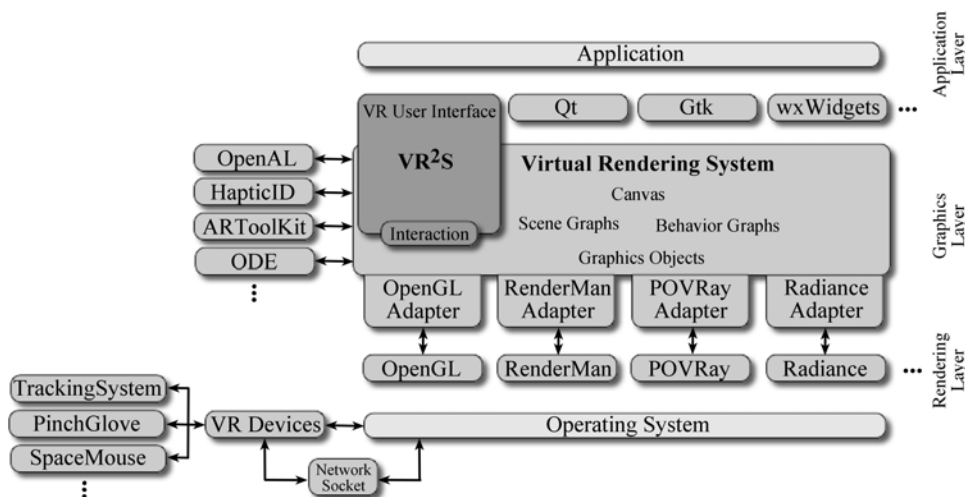 Application
Application Layer
VR User Interface
Qt
Gtk
wxWidgets
...
VR²S
Virtual Rendering System
OpenAL
HapticID
Canvas
ARToolKit
Scene Graphs
Behavior Graphs
Interaction
ODE
Graphics Objects
Graphics Layer
OpenGL Adapter
RenderMan Adapter
POVRay Adapter
Radiance Adapter
OpenGL
RenderMan
POVRay
Radiance
...
Rendering Layer
TrackingSystem
PinchGlove
VR Devices
Operating System
SpaceMouse
Network Socket